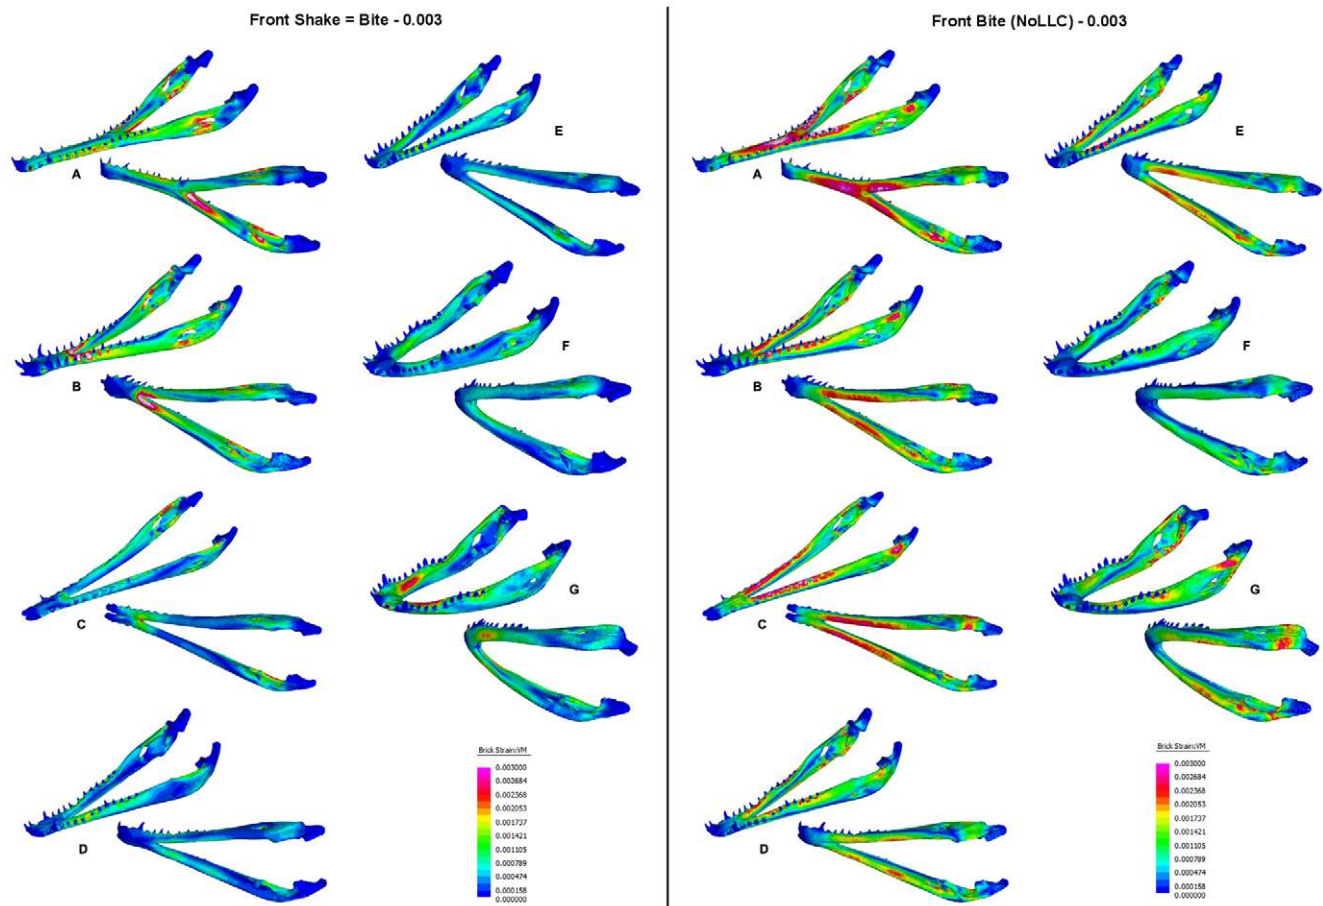 Front Shake = Bite - 0.003
A
E
B
F
C
G
D
Brick Strain:VM
0.003000
0.002684
0.002368
0.002053
0.001737
0.001421
0.001105
0.000789
0.000474
0.000158
0.000000
Front Bite (NoLLC) - 0.003
A
E
B
F
C
G
D
Brick Strain:VM
0.003000
0.002684
0.002368
0.002053
0.001737
0.001421
0.001105
0.000789
0.000474
0.000158
0.000000